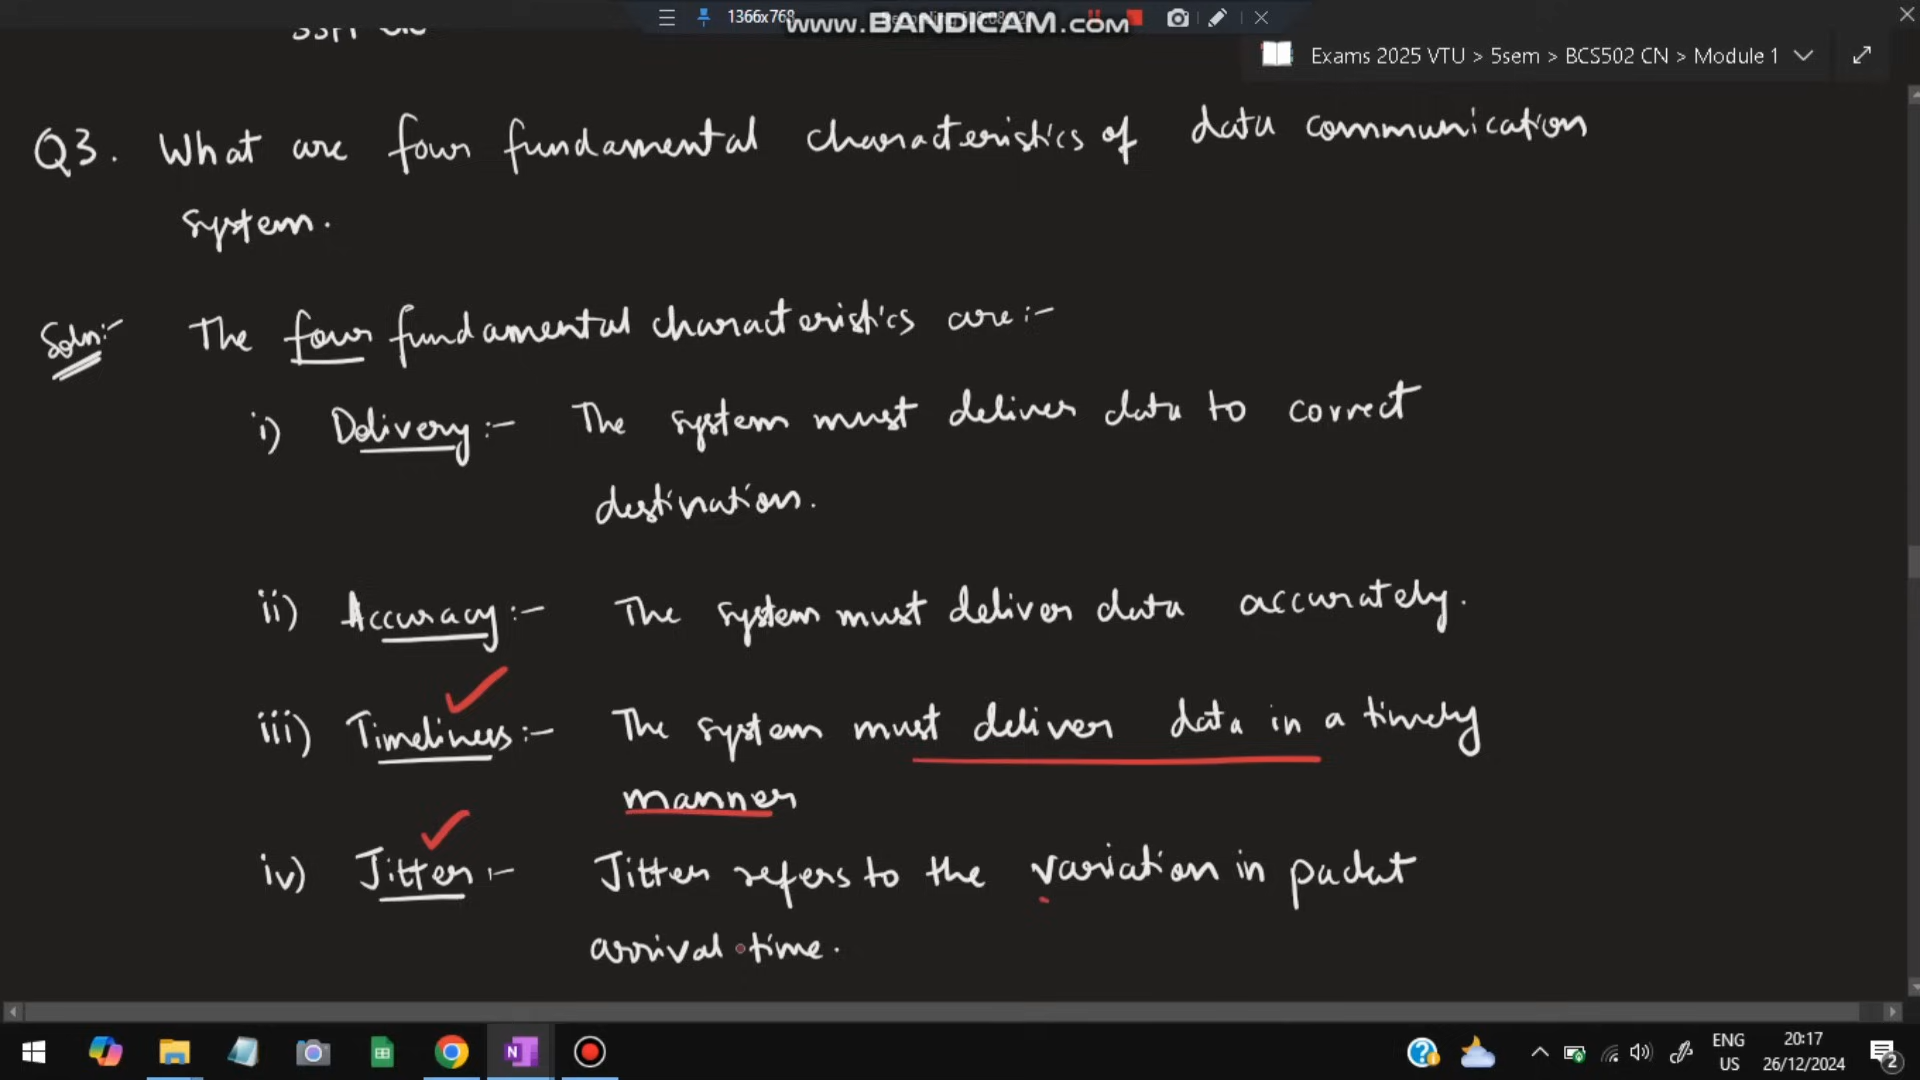 1366x768
www.BANDICAM.com
Exams 2025 VTU > 5sem > BCS502 CN > Module 1
Q3. What are four fundamental characteristics of data communication
system.
Soln:- The four fundamental characteristics are:-
i) Delivery:- The system must deliver data to correct
destination.
ii) Accuracy:- The system must deliver data accurately.
iii) Timeliness:- The system must deliver data in a timely
manner
iv) Jitter:- Jitter refers to the variation in packet
arrival time.
ENG
US
20:17
26/12/2024
2